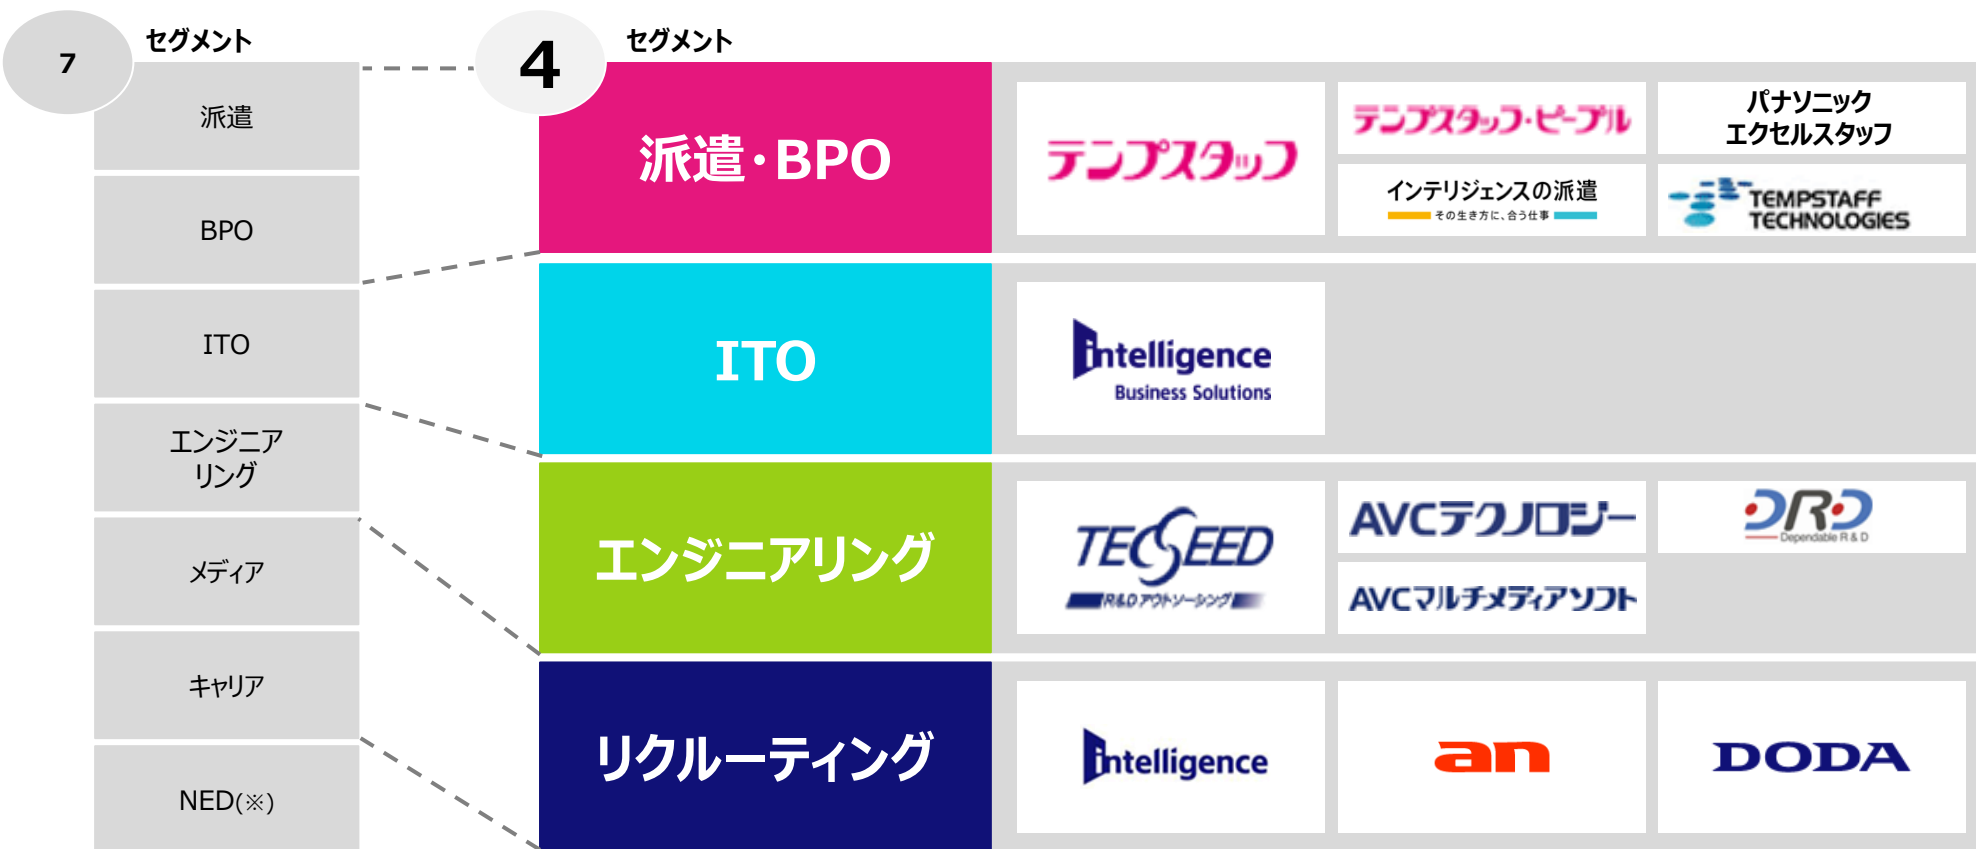 7
セグメント
派遣
BPO
ITO
エンジニア
リング
メディア
キャリア
NED(※)
4
セグメント
派遣・BPO
テンプスタッフ
テンプスタッフ・ピープル
パナソニック
エクセルスタッフ
インテリジェンスの派遣
その生き方に、合う仕事
TEMPSTAFF
TECHNOLOGIES
ITO
intelligence
Business Solutions
エンジニアリング
TECSEED
R&Dアウトソーシング
AVCテクノロジー
DRD
Dependable R & D
AVCマルチメディアソフト
リクルーティング
intelligence
an
DODA